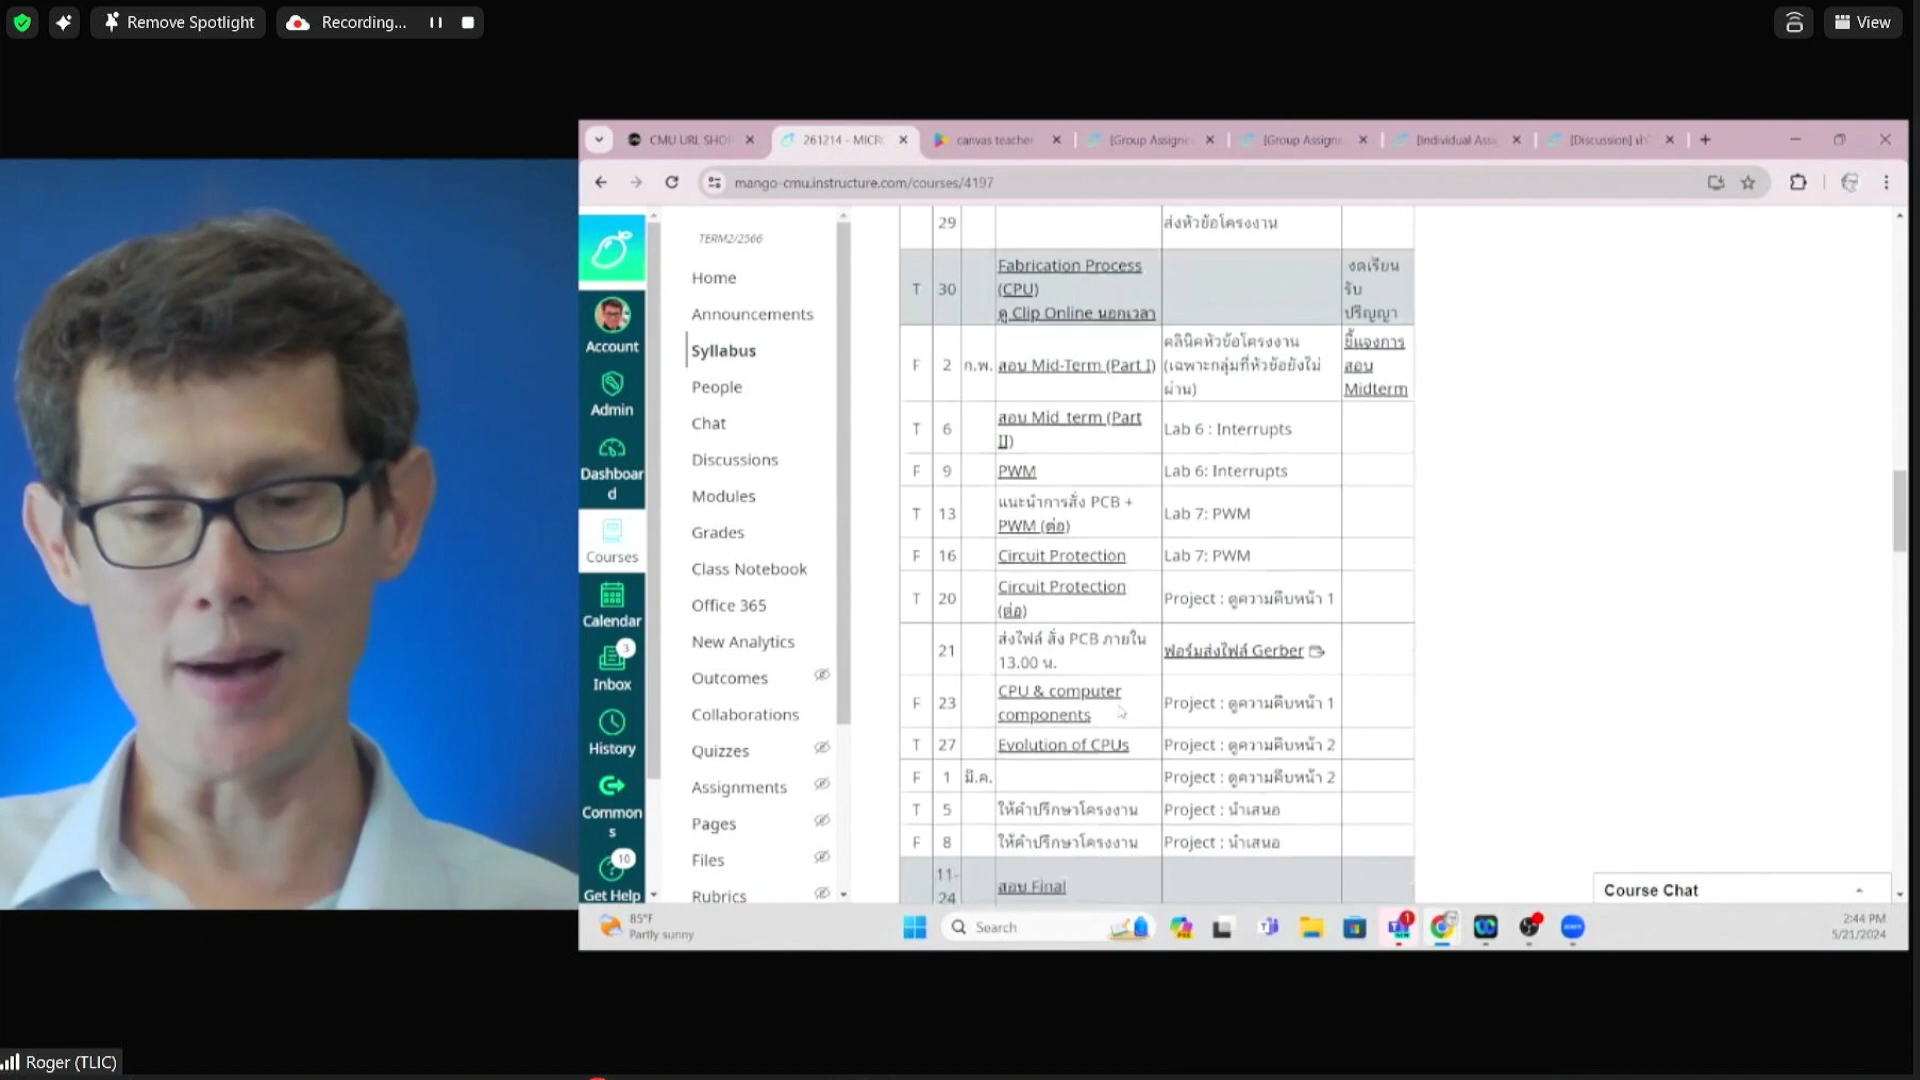 Remove Spotlight
Recording...
View
CMU URL SHO
261214 - MICR
canvas teacher
[Group Assign
[Group Assign
[Individual Ass
[Discussion] นำ
mango-cmu.instructure.com/courses/4197
Account
Admin
Dashboar
d
Courses
Calendar
3
Inbox
History
Common
s
10
Get Help
TERM2/2566
Home
Announcements
Syllabus
People
Chat
Discussions
Modules
Grades
Class Notebook
Office 365
New Analytics
Outcomes
Collaborations
Quizzes
Assignments
Pages
Files
Rubrics
29 ส่งหัวข้อโครงงาน
T 30 Fabrication Process
(CPU)
ดู Clip Online นอกเวลา
งดเรียน
รับ
ปริญญา
F 2 ก.พ. สอบ Mid-Term (Part I)
คลินิคหัวข้อโครงงาน
(เฉพาะกลุ่มที่หัวข้อยังไม่
ผ่าน)
ชี้แจงการ
สอบ
Midterm
T 6 สอบ Mid_term (Part
II)
Lab 6 : Interrupts
F 9 PWM Lab 6: Interrupts
T 13 แนะนำการสั่ง PCB +
PWM (ต่อ)
Lab 7: PWM
F 16 Circuit Protection Lab 7: PWM
T 20 Circuit Protection
(ต่อ)
Project : ดูความคืบหน้า 1
21 ส่งไฟล์ สั่ง PCB ภายใน
13.00 น.
ฟอร์มส่งไฟล์ Gerber
F 23 CPU & computer
components
Project : ดูความคืบหน้า 1
T 27 Evolution of CPUs Project : ดูความคืบหน้า 2
F 1 มี.ค. Project : ดูความคืบหน้า 2
T 5 ให้คำปรึกษาโครงงาน Project : นำเสนอ
F 8 ให้คำปรึกษาโครงงาน Project : นำเสนอ
11-
24
สอบ Final
Course Chat
85°F
Partly sunny
Search
1
2:44 PM
5/21/2024
Roger (TLIC)